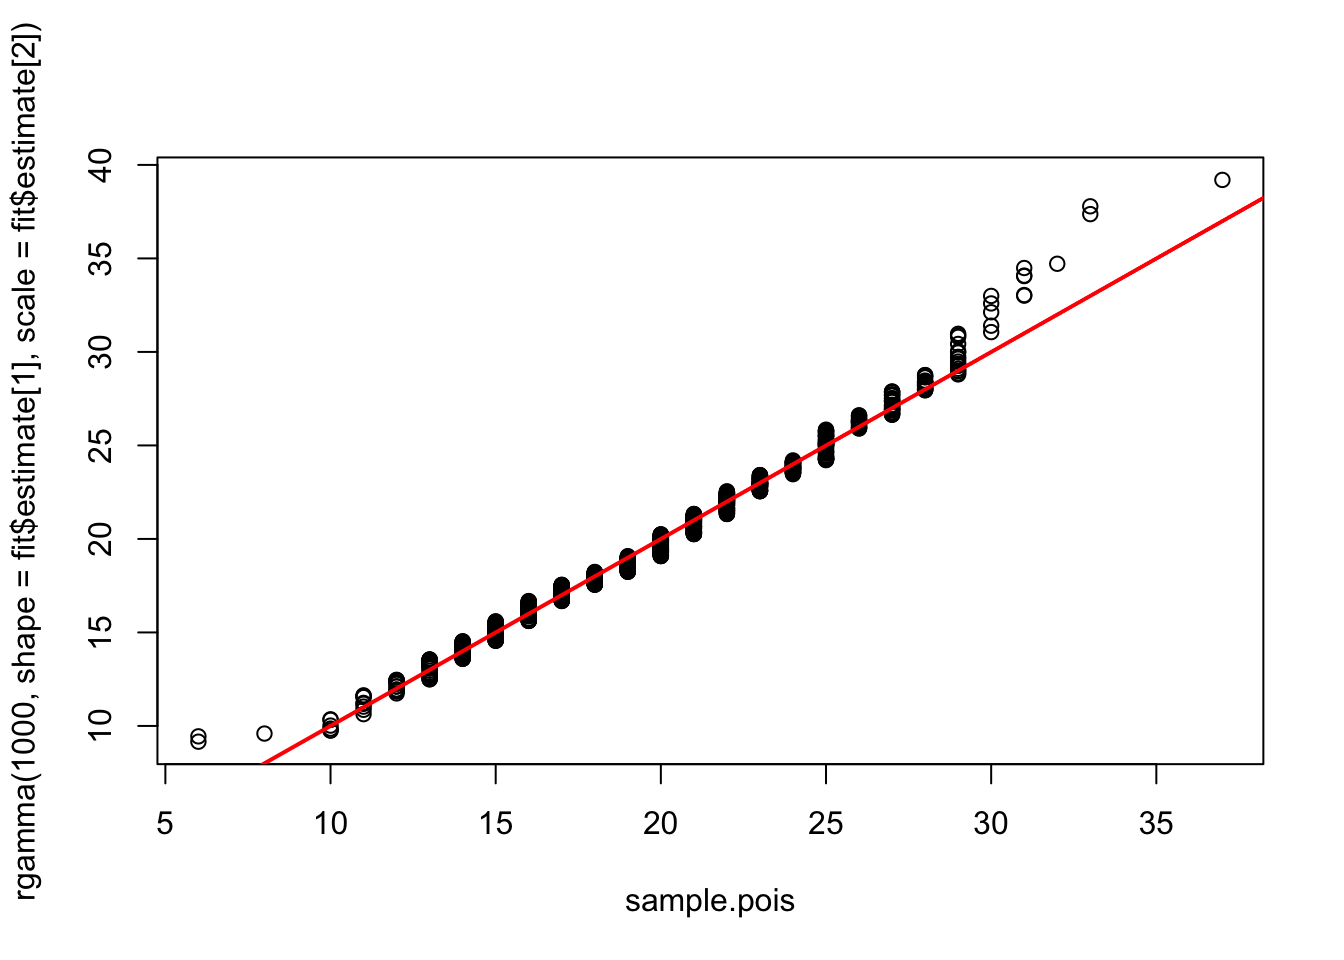 rgamma(1000, shape = fit$estimate[1], scale = fit$estimate[2])
40
35
30
25
20
15
10
5 10 15 20 25 30 35
sample.pois